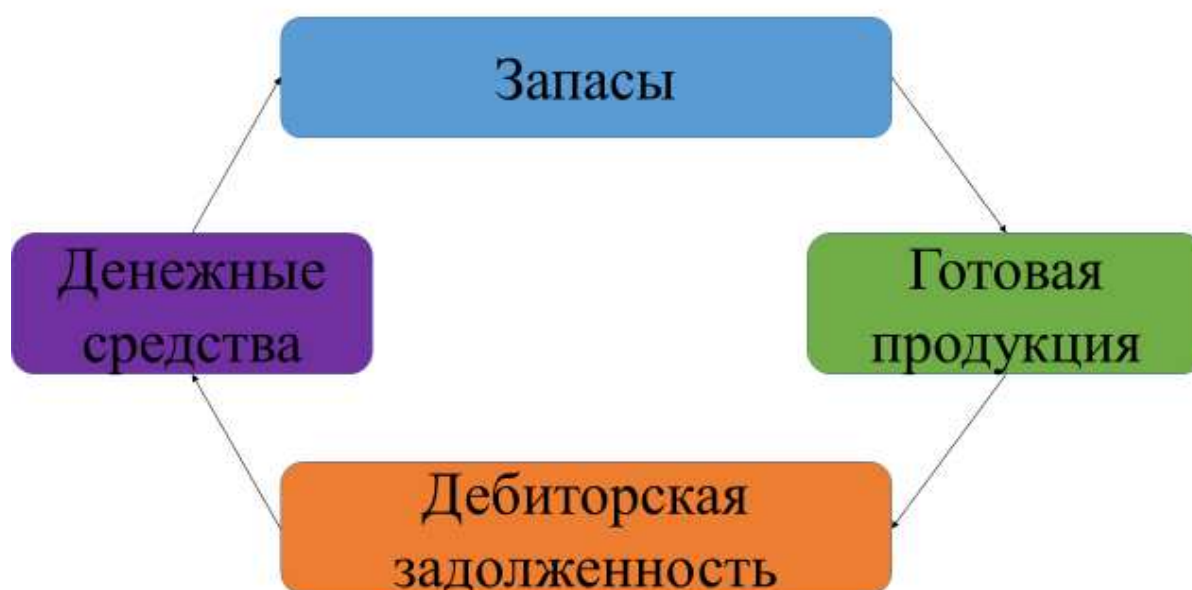 Запасы
Денежные
средства
Готовая
продукция
Дебиторская
задолженность